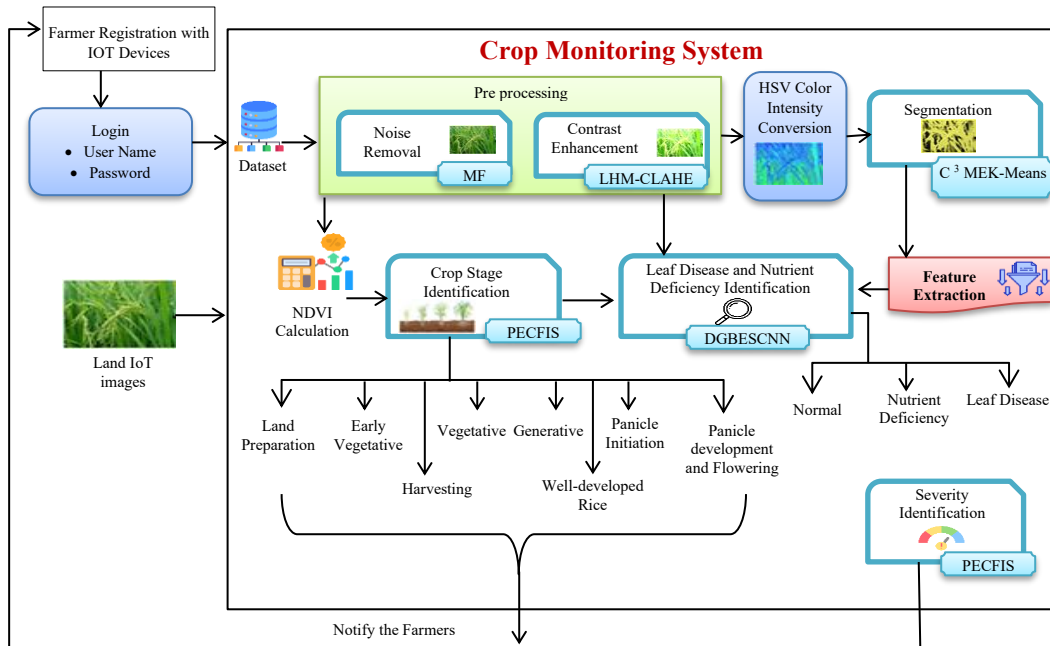 Farmer Registration with
IOT Devices
Login
• User Name
• Password
Land IoT
images
Crop Monitoring System
Dataset
Pre processing
Noise
Removal
MF
Contrast
Enhancement
LHM-CLAHE
HSV Color
Intensity
Conversion
Segmentation
C ³ MEK-Means
NDVI
Calculation
Crop Stage
Identification
PECFIS
Leaf Disease and Nutrient
Deficiency Identification
DGBESCNN
Feature
Extraction
Land
Preparation
Early
Vegetative
Harvesting
Vegetative
Generative
Well-developed
Rice
Panicle
Initiation
Panicle
development
and Flowering
Normal
Nutrient
Deficiency
Leaf Disease
Severity
Identification
PECFIS
Notify the Farmers